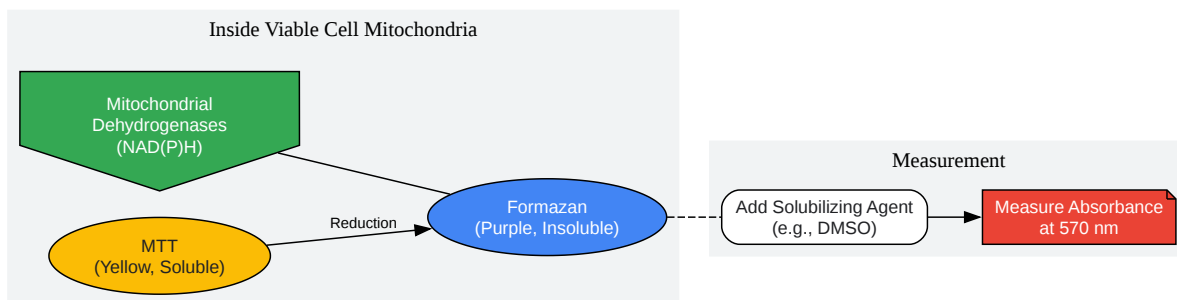 Inside Viable Cell Mitochondria
Mitochondrial
Dehydrogenases
(NAD(P)H)
MTT
(Yellow, Soluble)
Reduction
Formazan
(Purple, Insoluble)
Measurement
Add Solubilizing Agent
(e.g., DMSO)
Measure Absorbance
at 570 nm